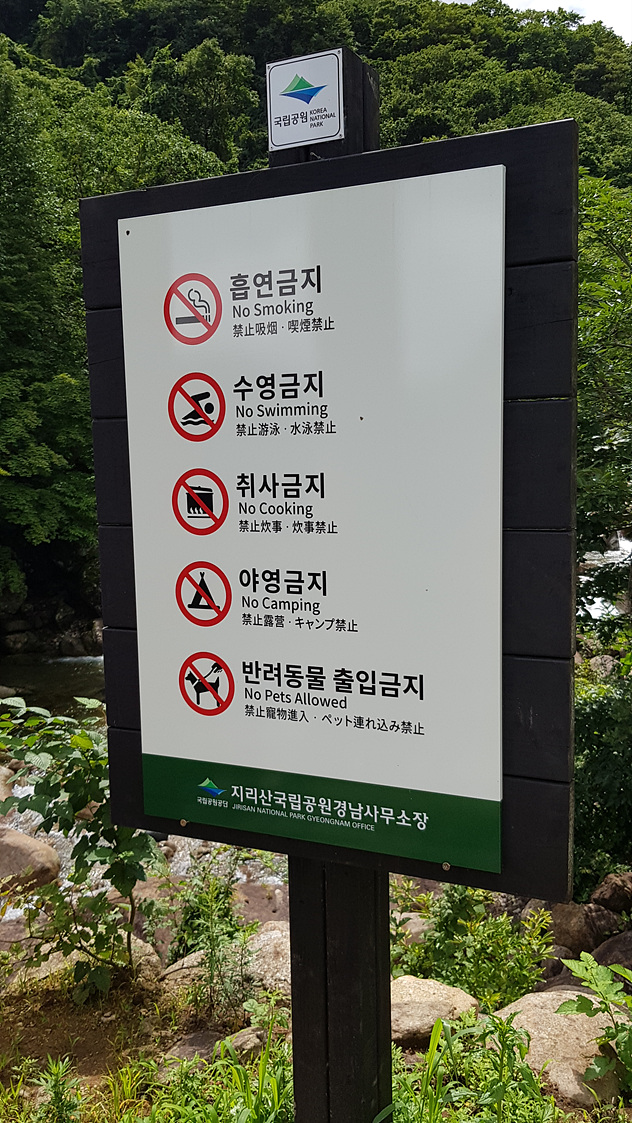 국립공원 KOREA NATIONAL PARK
흡연금지
No Smoking
禁止吸烟 · 喫煙禁止
수영금지
No Swimming
禁止游泳 · 水泳禁止
취사금지
No Cooking
禁止炊事 · 炊事禁止
야영금지
No Camping
禁止露营 · キャンプ禁止
반려동물 출입금지
No Pets Allowed
禁止寵物進入 · ペット連れ込み禁止
국립공원공단
지리산국립공원경남사무소장
JIRISAN NATIONAL PARK GYEONGNAM OFFICE